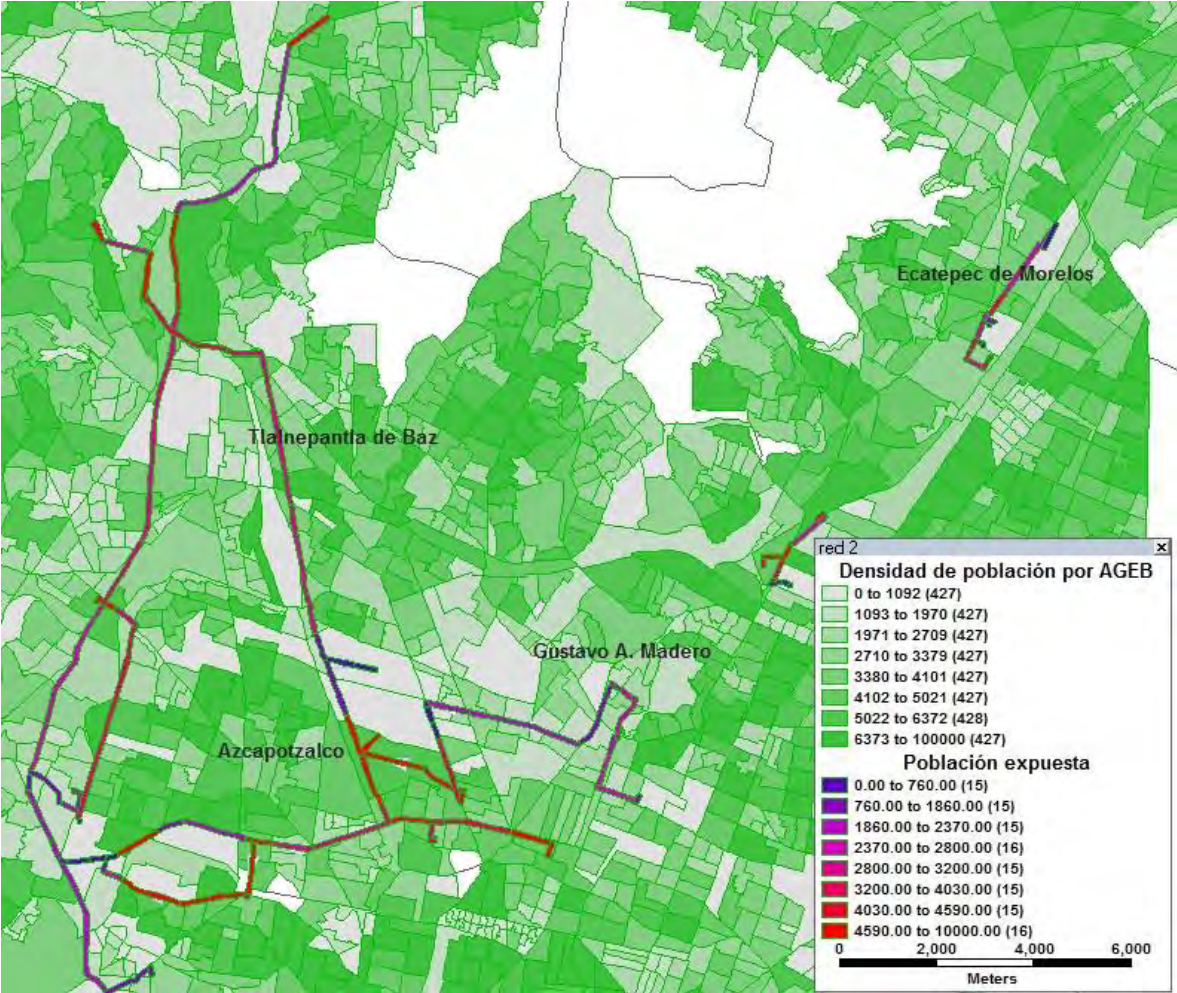 Ecatepec de Morelos
Tlalnepantla de Baz
Gustavo A. Madero
Azcapotzalco
red 2
Densidad de población por AGEB
0 to 1092 (427)
1093 to 1970 (427)
1971 to 2709 (427)
2710 to 3379 (427)
3380 to 4101 (427)
4102 to 5021 (427)
5022 to 6372 (428)
6373 to 100000 (427)
Población expuesta
0.00 to 760.00 (15)
760.00 to 1860.00 (15)
1860.00 to 2370.00 (15)
2370.00 to 2800.00 (16)
2800.00 to 3200.00 (15)
3200.00 to 4030.00 (15)
4030.00 to 4590.00 (15)
4590.00 to 10000.00 (16)
0 2,000 4,000 6,000
Meters